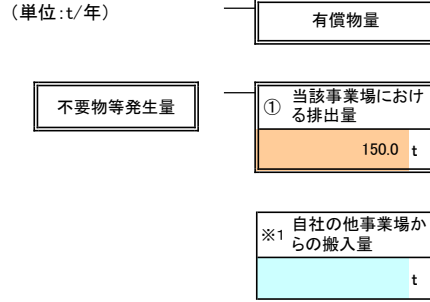 （単位:t/年）
有償物量
不要物等発生量
①
当該事業場におけ
る排出量
150.0 t
※1
自社の他事業場か
らの搬入量
t